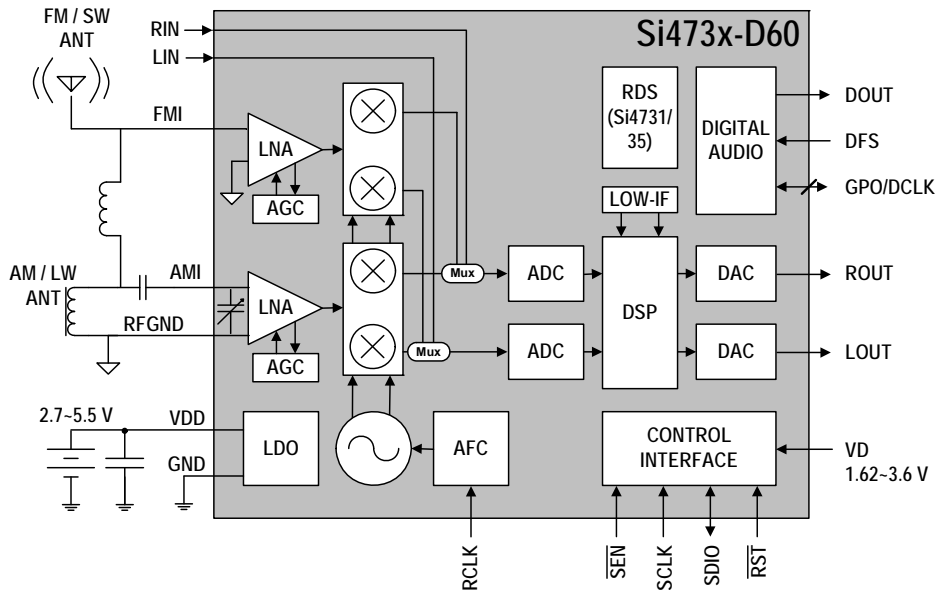 FM / SW
ANT
RIN
LIN
Si473x-D60
FMI
LNA
AGC
RDS
(Si4731/
35)
DIGITAL
AUDIO
DOUT
DFS
GPO/DCLK
LOW-IF
AM / LW
ANT
AMI
RFGND
LNA
AGC
Mux
Mux
ADC
ADC
DSP
DAC
DAC
ROUT
LOUT
2.7~5.5 V
VDD
GND
LDO
AFC
CONTROL
INTERFACE
VD
1.62~3.6 V
RCLK
SEN
SCLK
SDIO
RST